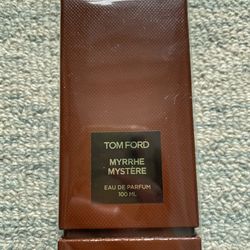 TOM FORD
MYRRHE
MYSTÈRE
EAU DE PARFUM
100 ML